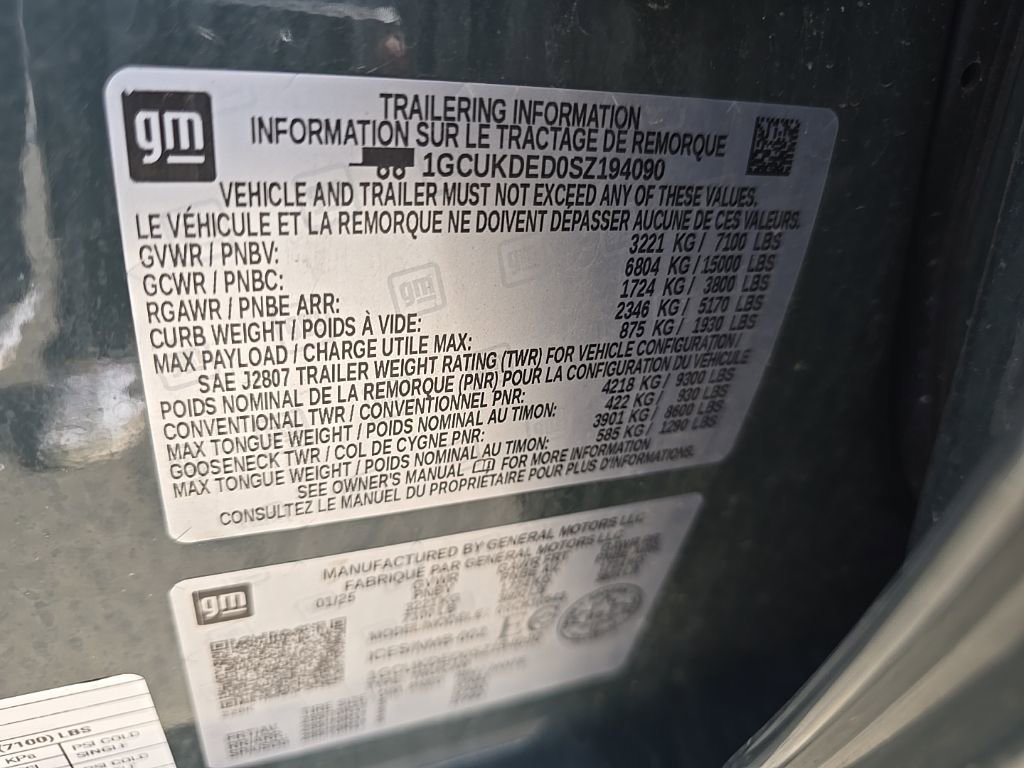 gm
TRAILERING INFORMATION
INFORMATION SUR LE TRACTAGE DE REMORQUE
1GCUKDED0SZ194090
VEHICLE AND TRAILER MUST NOT EXCEED ANY OF THESE VALUES.
LE VÉHICULE ET LA REMORQUE NE DOIVENT DÉPASSER AUCUNE DE CES VALEURS.
GVWR / PNBV: 3221 KG / 7100 LBS
GCWR / PNBC: 6804 KG / 15000 LBS
RGAWR / PNBE ARR: 1724 KG / 3800 LBS
CURB WEIGHT / POIDS À VIDE: 2346 KG / 5170 LBS
MAX PAYLOAD / CHARGE UTILE MAX: 875 KG / 1930 LBS
SAE J2807 TRAILER WEIGHT RATING (TWR) FOR VEHICLE CONFIGURATION /
POIDS NOMINAL DE LA REMORQUE (PNR) POUR LA CONFIGURATION DU VÉHICULE
CONVENTIONAL TWR / CONVENTIONNEL PNR: 4218 KG / 9300 LBS
MAX TONGUE WEIGHT / POIDS NOMINAL AU TIMON: 422 KG / 930 LBS
GOOSENECK TWR / COL DE CYGNE PNR: 3901 KG / 8600 LBS
MAX TONGUE WEIGHT / POIDS NOMINAL AU TIMON: 585 KG / 1290 LBS
SEE OWNER'S MANUAL FOR MORE INFORMATION
CONSULTEZ LE MANUEL DU PROPRIÉTAIRE POUR PLUS D'INFORMATIONS.
gm
MANUFACTURED BY GENERAL MOTORS LLC
FABRIQUE PAR GENERAL MOTORS LLC
01/25 GVWR
PNBV
(7100) LBS
KPa PSI COLD
SINGLE
PSI COLD